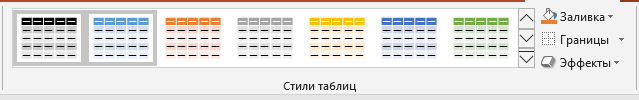 Заливка
Границы
Эффекты
Стили таблиц